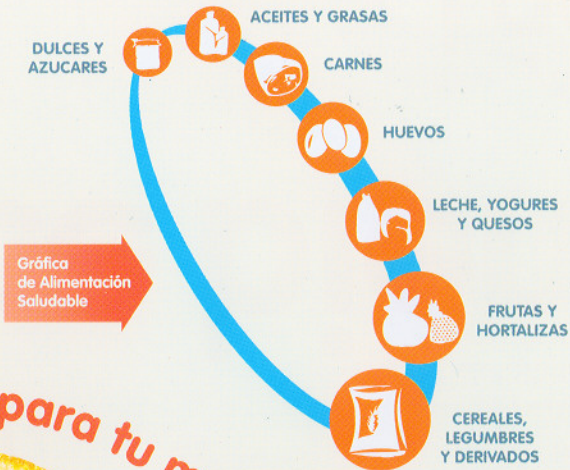 ACEITES Y GRASAS
DULCES Y
AZUCARES
CARNES
HUEVOS
LECHE, YOGURES
Y QUESOS
Gráfica
de Alimentación
Saludable
FRUTAS Y
HORTALIZAS
para tu
CEREALES,
LEGUMBRES
Y DERIVADOS